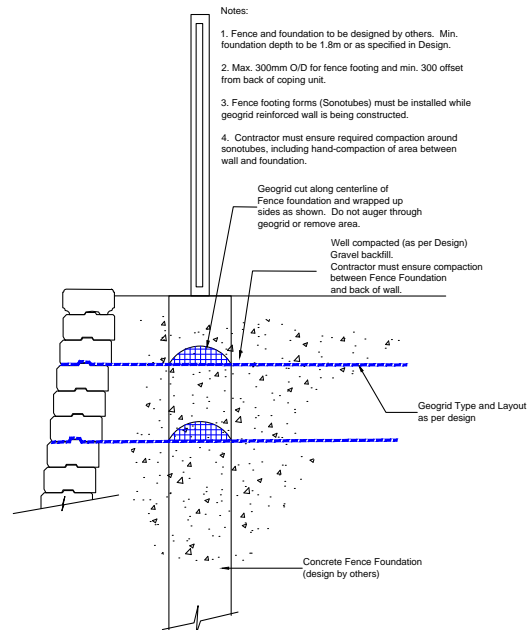 Notes:
1. Fence and foundation to be designed by others. Min.
foundation depth to be 1.8m or as specified in Design.
2. Max. 300mm O/D for fence footing and min. 300 offset
from back of coping unit.
3. Fence footing forms (Sonotubes) must be installed while
geogrid reinforced wall is being constructed.
4. Contractor must ensure required compaction around
sonotubes, including hand-compaction of area between
wall and foundation.
Geogrid cut along centerline of
Fence foundation and wrapped up
sides as shown. Do not auger through
geogrid or remove area.
Well compacted (as per Design)
Gravel backfill.
Contractor must ensure compaction
between Fence Foundation
and back of wall.
Geogrid Type and Layout
as per design
Concrete Fence Foundation
(design by others)